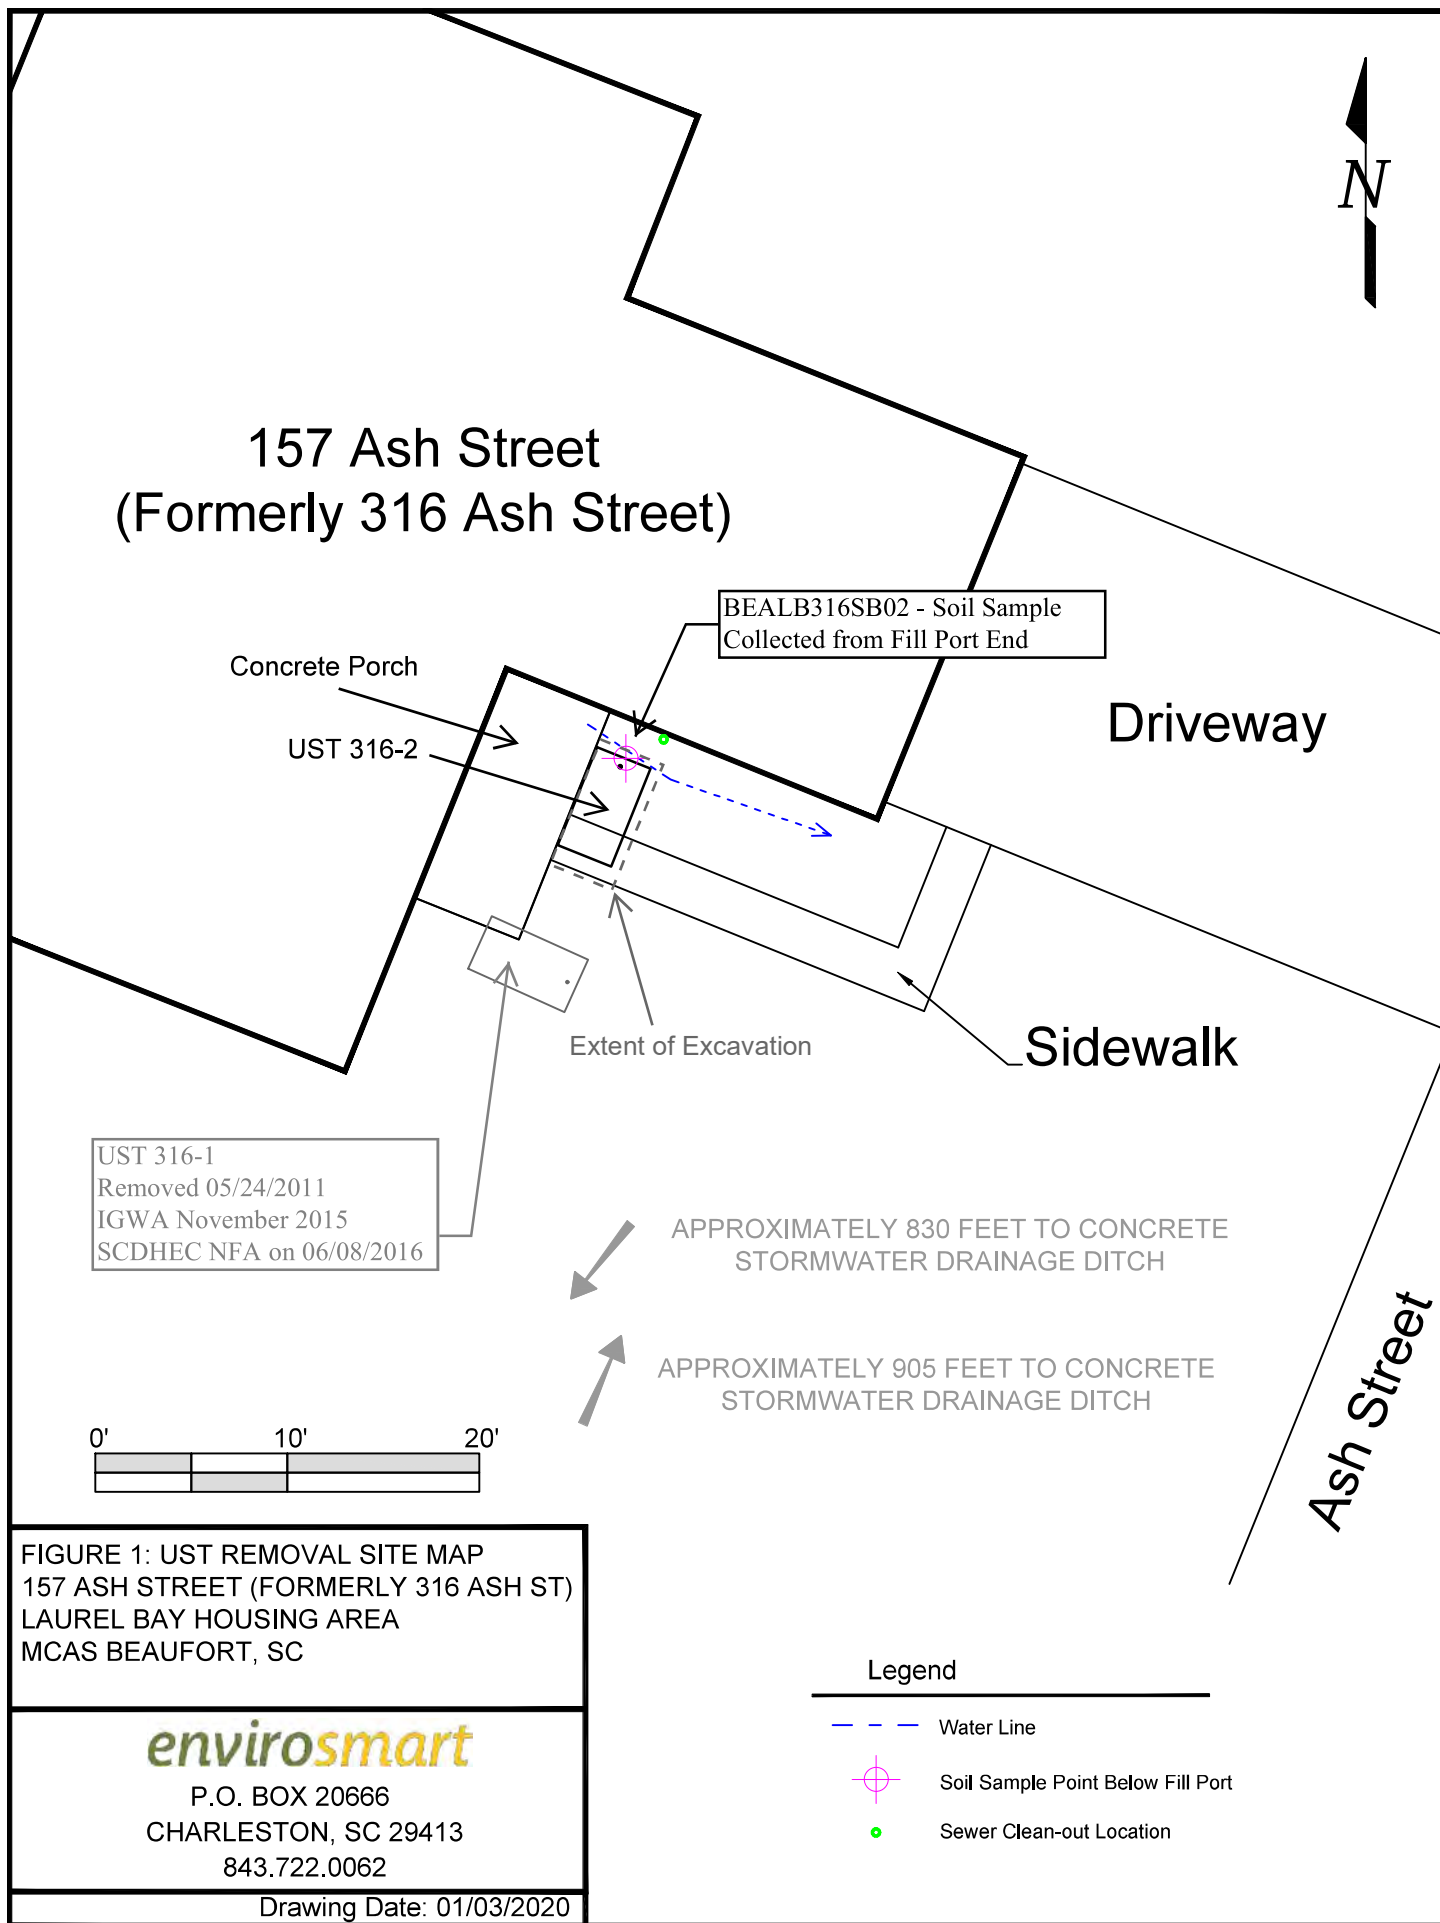 N
157 Ash Street
(Formerly 316 Ash Street)
BEALB316SB02 - Soil Sample
Collected from Fill Port End
Concrete Porch
UST 316-2
Driveway
Extent of Excavation
Sidewalk
UST 316-1
Removed 05/24/2011
IGWA November 2015
SCDHEC NFA on 06/08/2016
APPROXIMATELY 830 FEET TO CONCRETE
STORMWATER DRAINAGE DITCH
APPROXIMATELY 905 FEET TO CONCRETE
STORMWATER DRAINAGE DITCH
Ash Street
0' 10' 20'
FIGURE 1: UST REMOVAL SITE MAP
157 ASH STREET (FORMERLY 316 ASH ST)
LAUREL BAY HOUSING AREA
MCAS BEAUFORT, SC
envirosmart
P.O. BOX 20666
CHARLESTON, SC 29413
843.722.0062
Drawing Date: 01/03/2020
Legend
Water Line
Soil Sample Point Below Fill Port
Sewer Clean-out Location